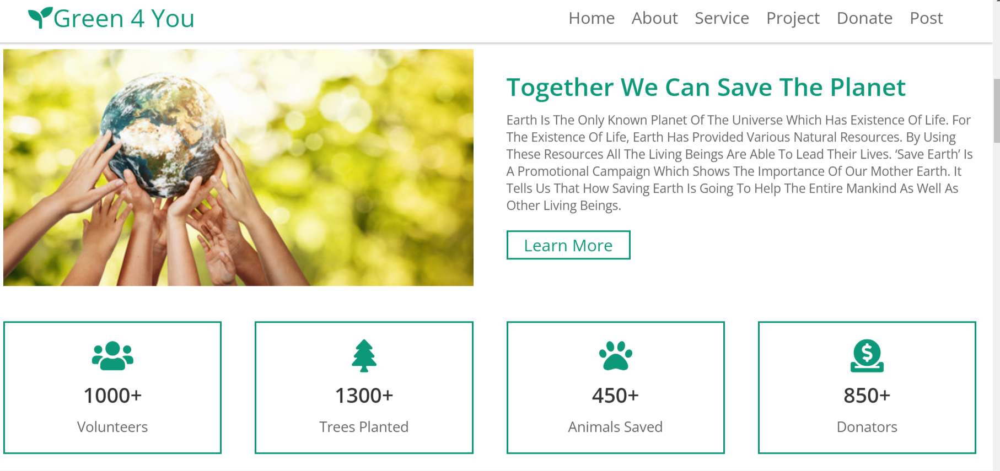 Green 4 You
Home About Service Project Donate Post
Together We Can Save The Planet
Earth Is The Only Known Planet Of The Universe Which Has Existence Of Life. For
The Existence Of Life, Earth Has Provided Various Natural Resources. By Using
These Resources All The Living Beings Are Able To Lead Their Lives. ‘Save Earth’ Is
A Promotional Campaign Which Shows The Importance Of Our Mother Earth. It
Tells Us That How Saving Earth Is Going To Help The Entire Mankind As Well As
Other Living Beings.
Learn More
1000+
Volunteers
1300+
Trees Planted
450+
Animals Saved
$
850+
Donators